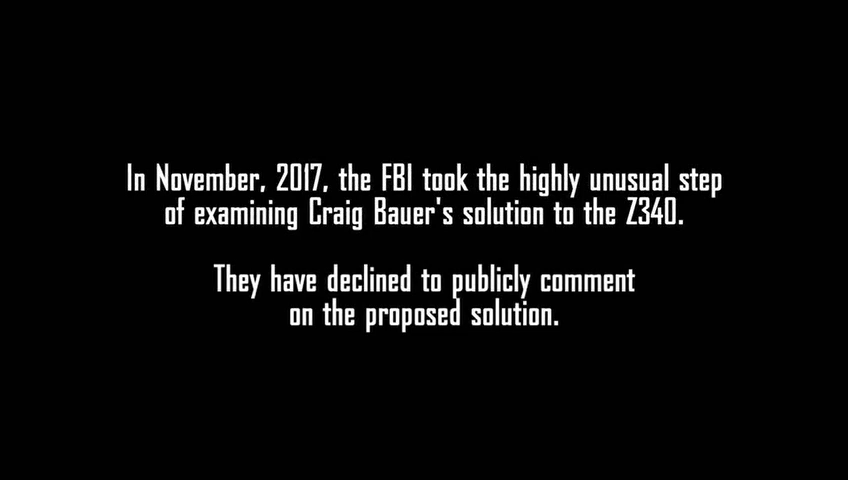 In November, 2017, the FBI took the highly unusual step
of examining Craig Bauer's solution to the Z340.
They have declined to publicly comment
on the proposed solution.